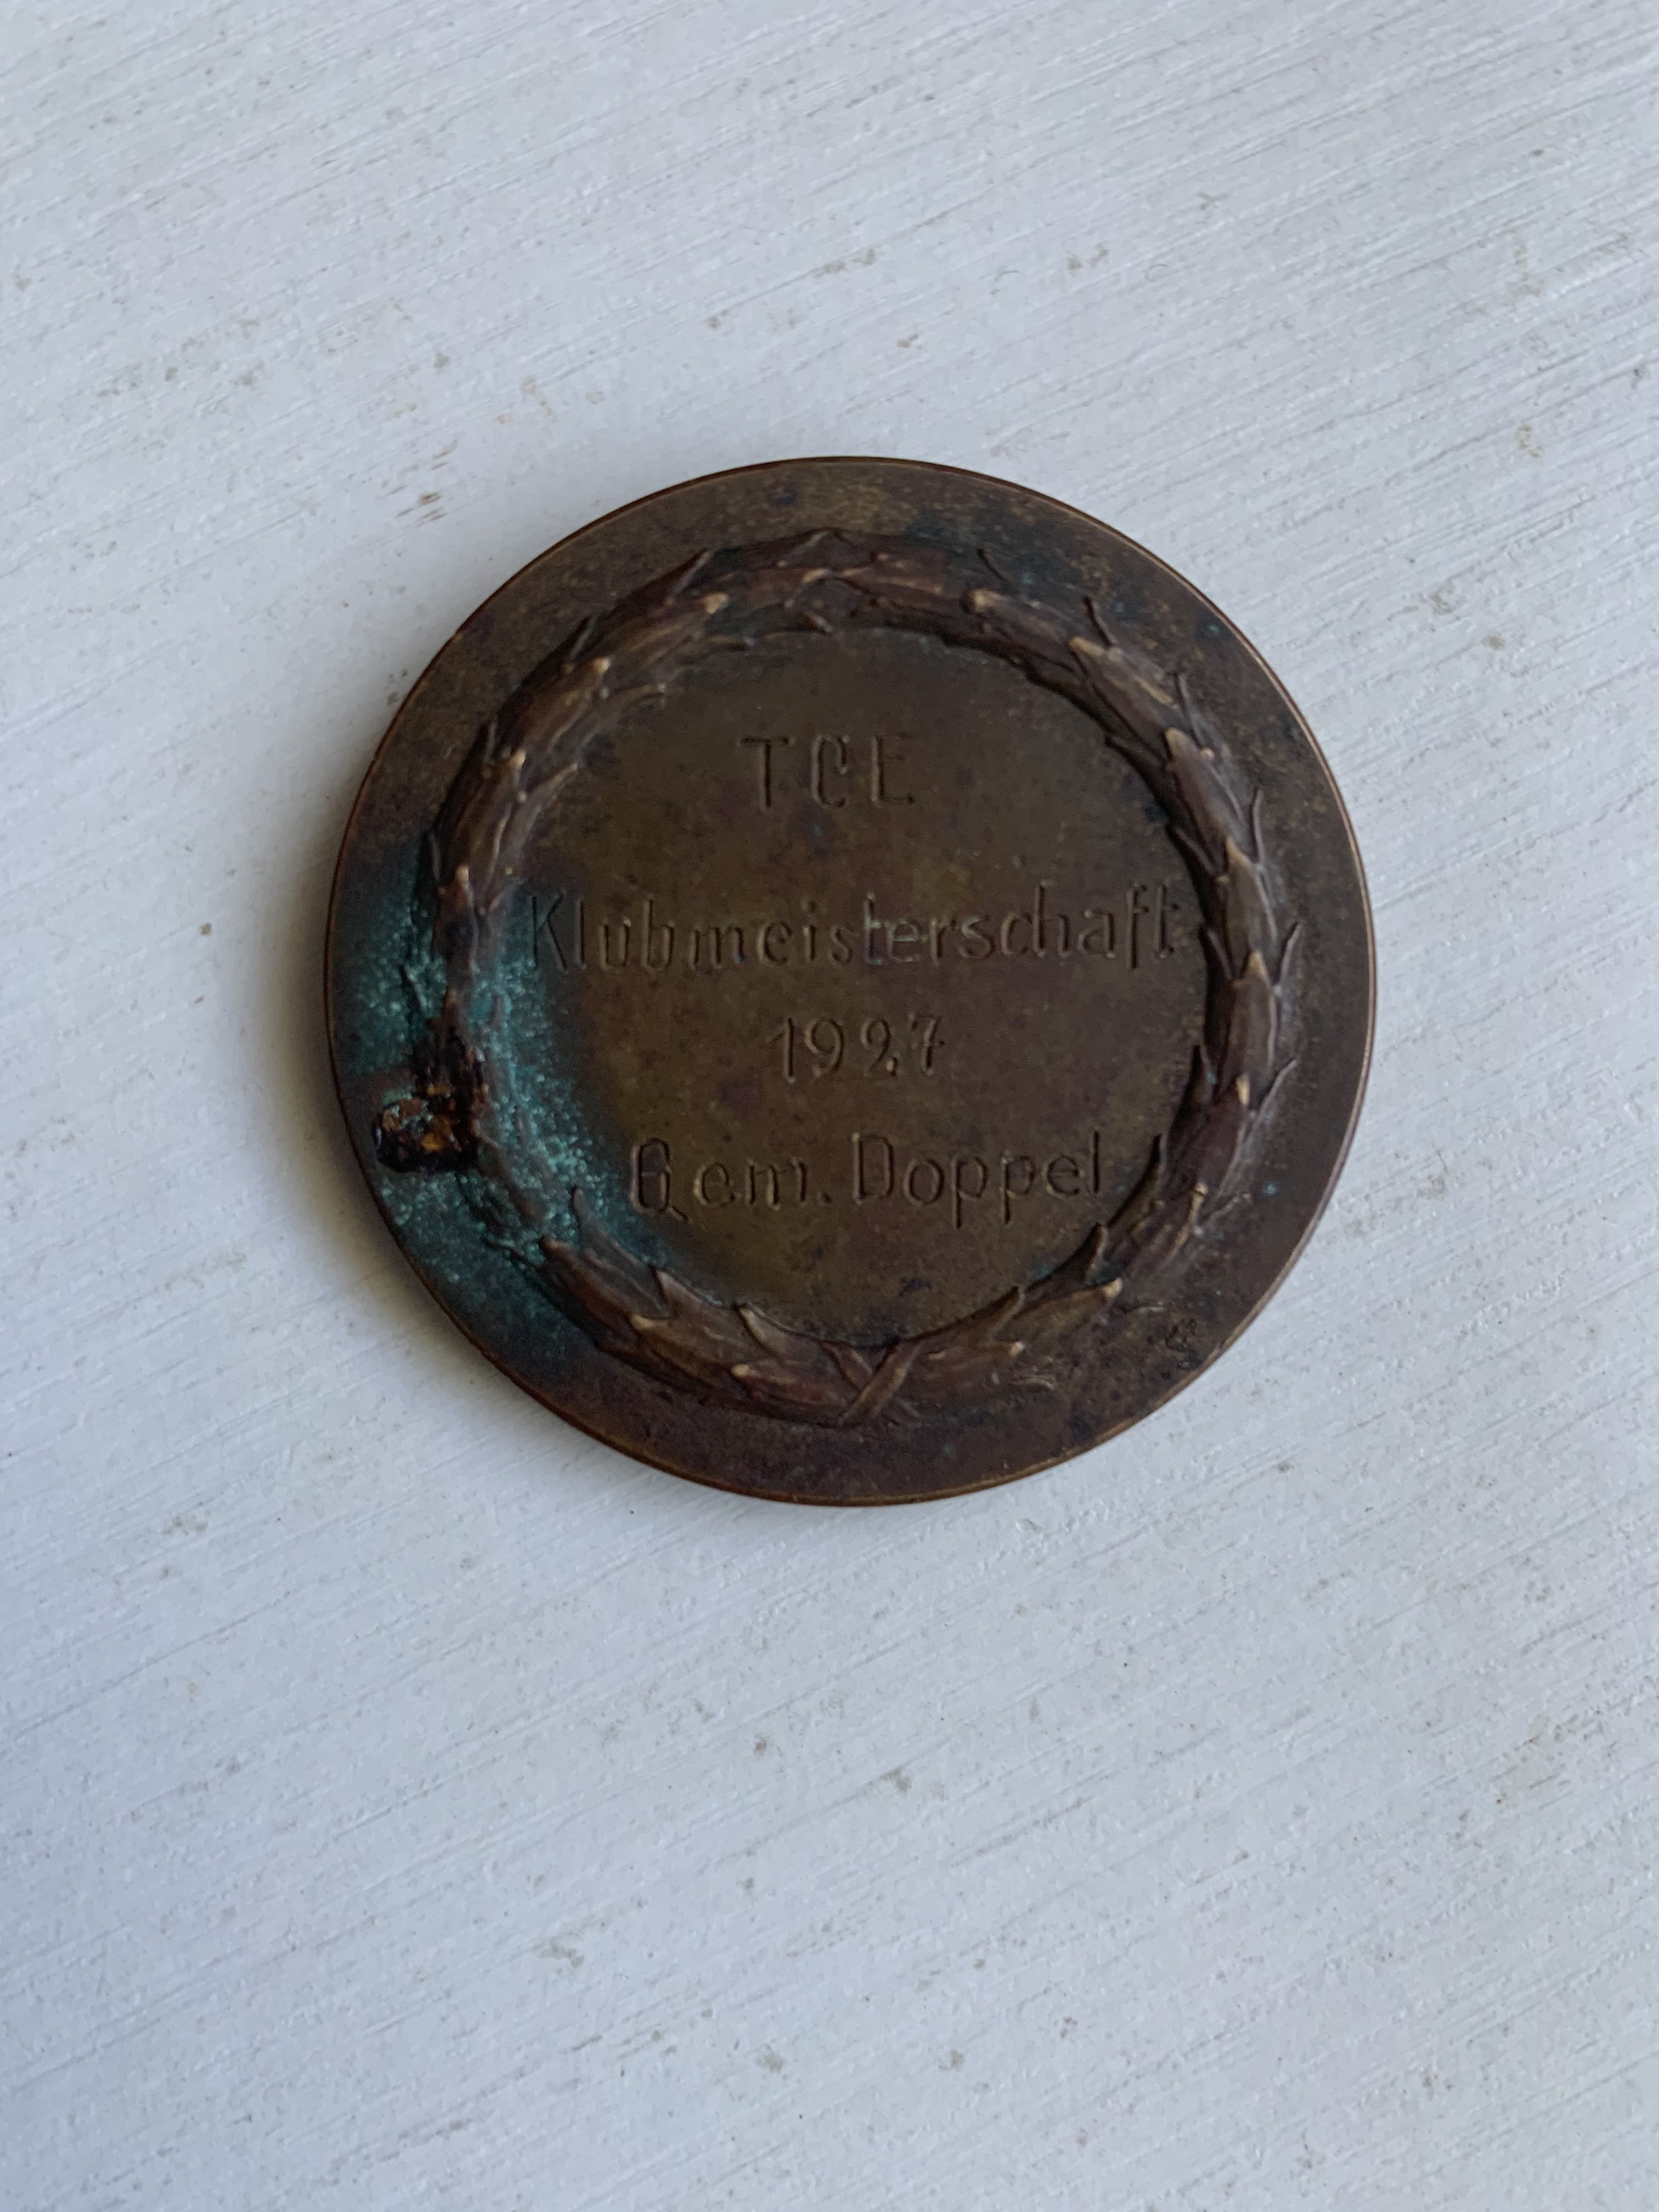 TCE
Klubmeisterschaft
1927
Gem. Doppel